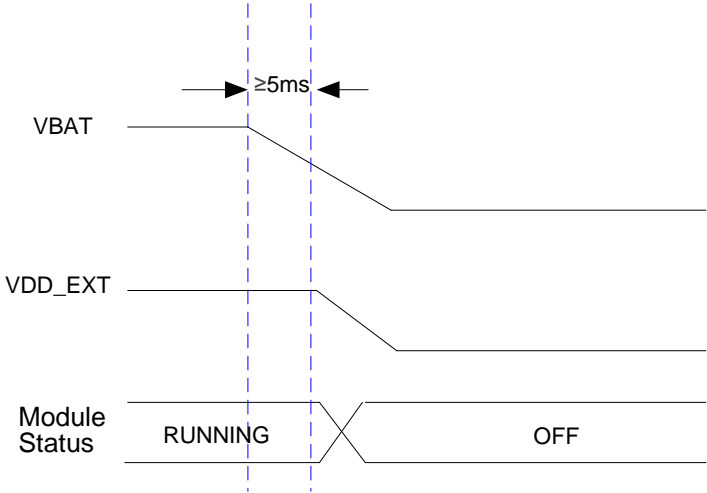 ≥5ms
VBAT
VDD_EXT
Module
Status
RUNNING
OFF